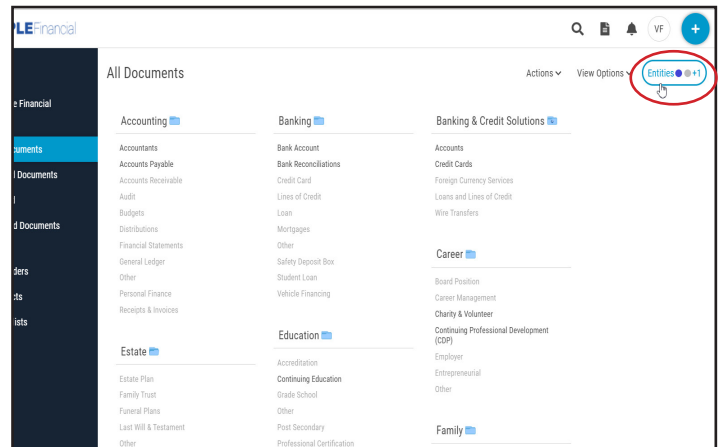 PLE Financial
VF
+
e Financial
cuments
l Documents
l
d Documents
ders
cts
lists
All Documents
Actions
View Options
Entities +1
Accounting
Accountants
Accounts Payable
Accounts Receivable
Audit
Budgets
Distributions
Financial Statements
General Ledger
Other
Personal Finance
Receipts & Invoices
Estate
Estate Plan
Family Trust
Funeral Plans
Last Will & Testament
Other
Banking
Bank Account
Bank Reconciliations
Credit Card
Lines of Credit
Loan
Mortgages
Other
Safety Deposit Box
Student Loan
Vehicle Financing
Education
Accreditation
Continuing Education
Grade School
Other
Post Secondary
Professional Certification
Banking & Credit Solutions
Accounts
Credit Cards
Foreign Currency Services
Loans and Lines of Credit
Wire Transfers
Career
Board Position
Career Management
Charity & Volunteer
Continuing Professional Development
(CDP)
Employer
Entrepreneurial
Other
Family